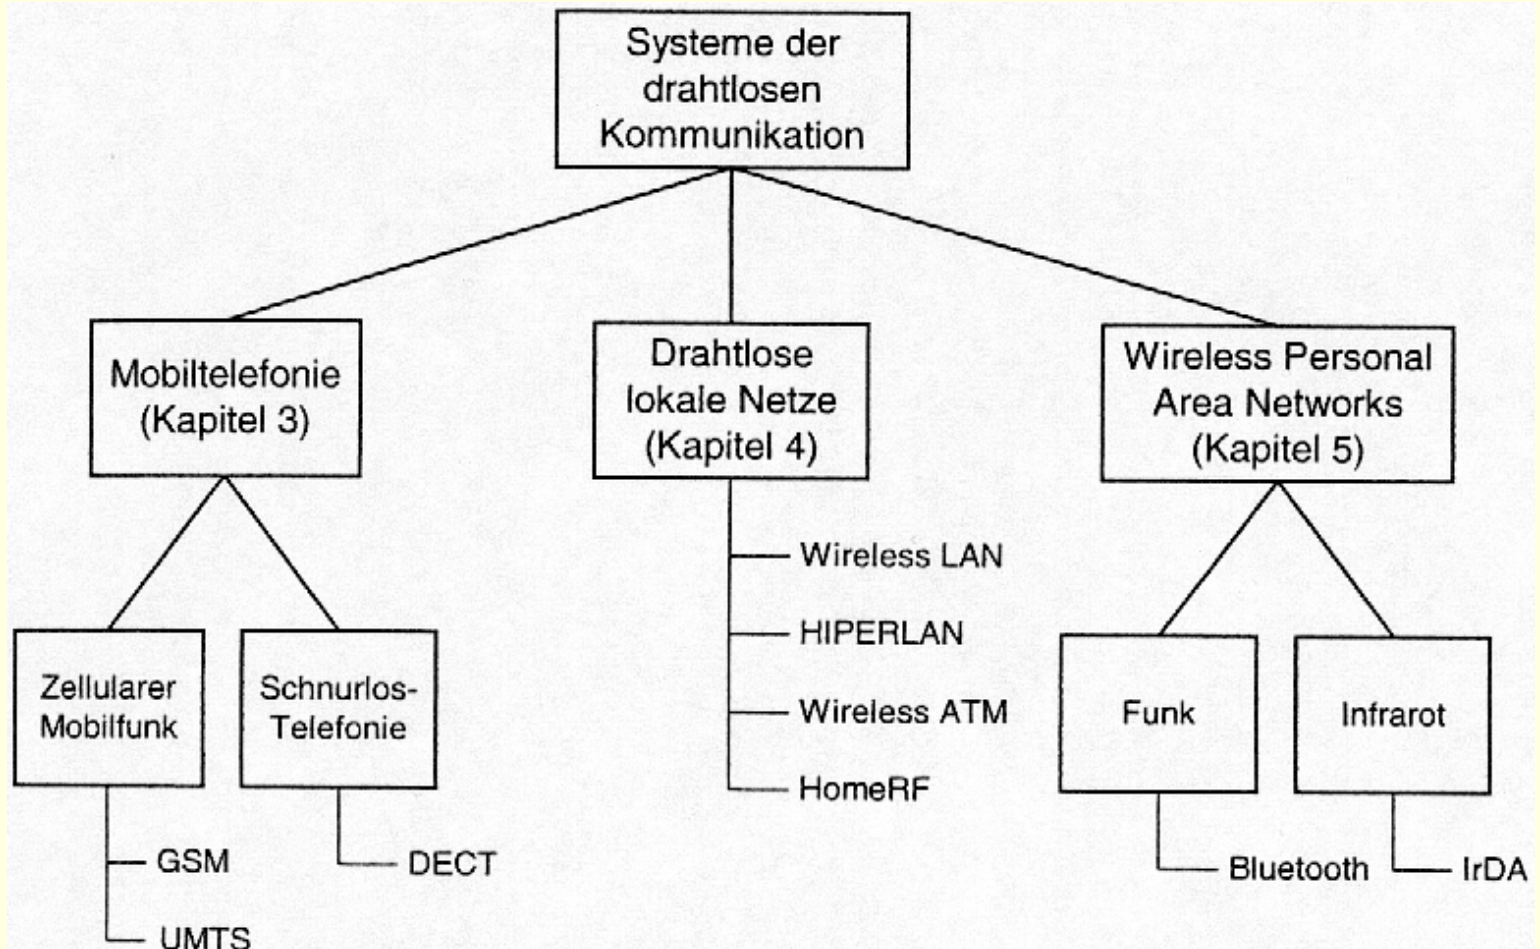 Systeme der
drahtlosen
Kommunikation
Mobiltelefonie
(Kapitel 3)
Drahtlose
lokale Netze
(Kapitel 4)
Wireless Personal
Area Networks
(Kapitel 5)
Zellularer
Mobilfunk
Schnurlos-
Telefonie
Wireless LAN
HIPERLAN
Wireless ATM
HomeRF
Funk
Infrarot
GSM
UMTS
DECT
Bluetooth
IrDA